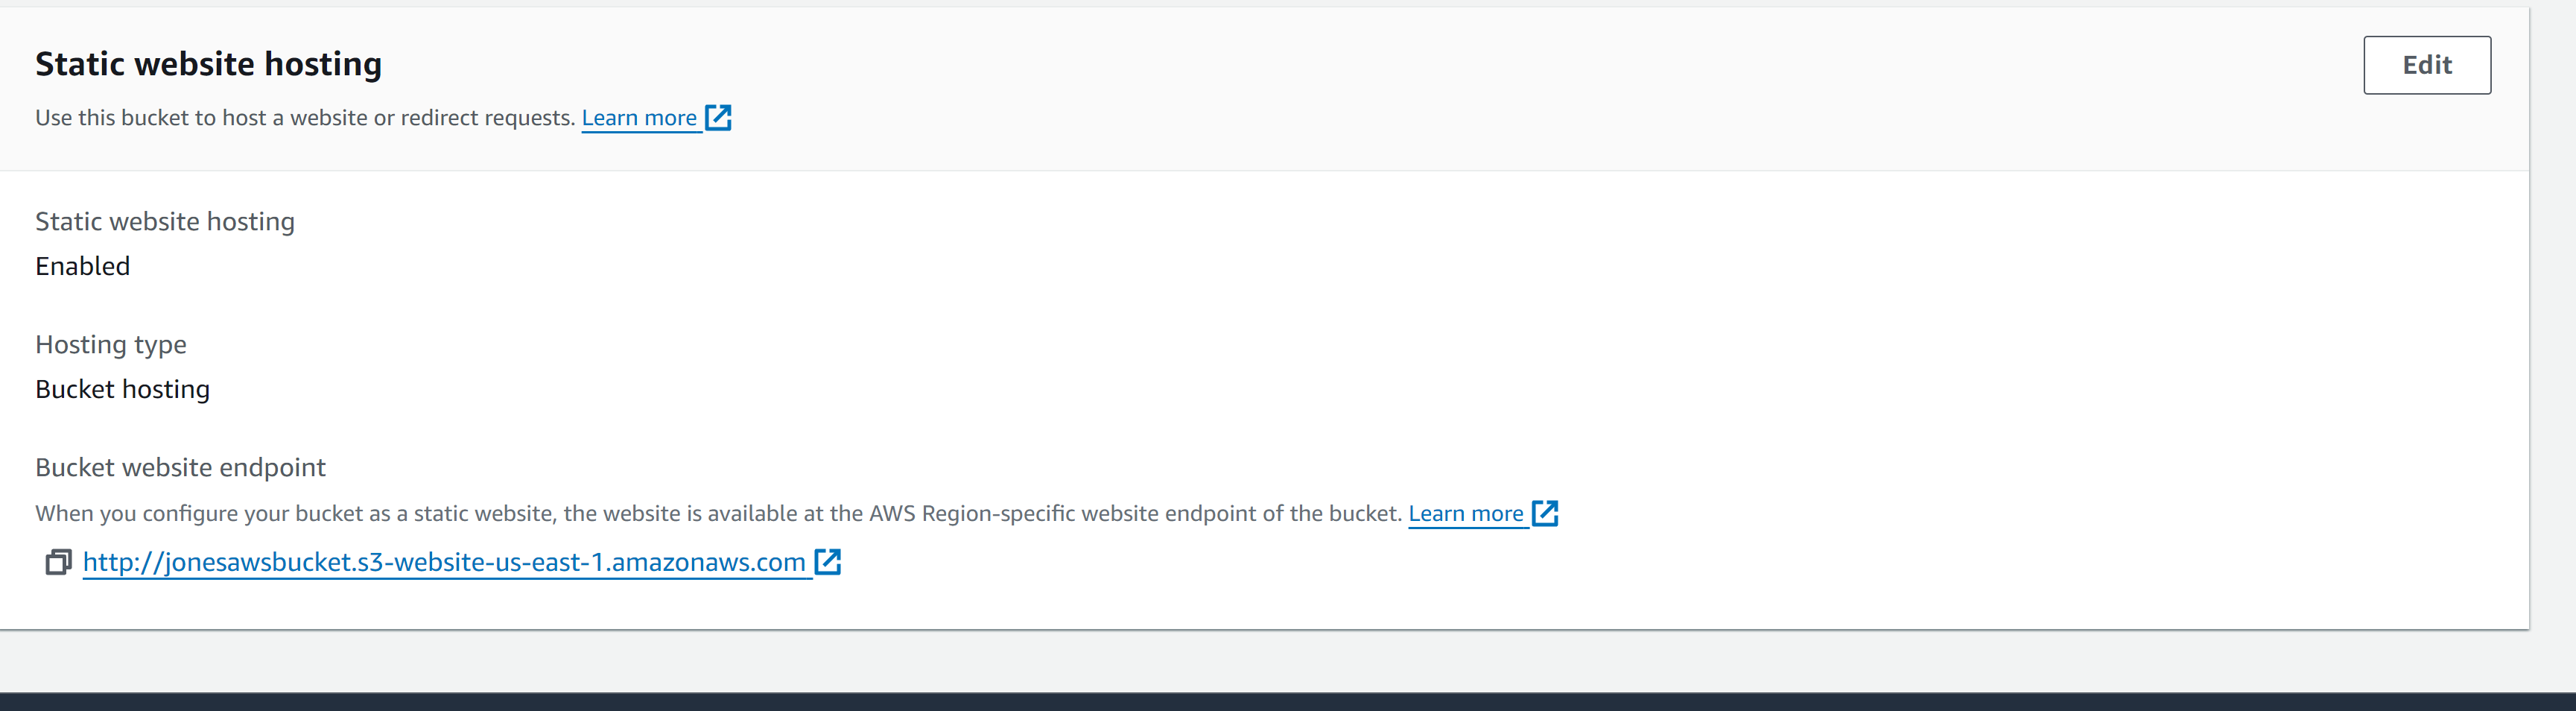 Static website hosting
Edit
Use this bucket to host a website or redirect requests. Learn more
Static website hosting
Enabled
Hosting type
Bucket hosting
Bucket website endpoint
When you configure your bucket as a static website, the website is available at the AWS Region-specific website endpoint of the bucket. Learn more
http://jonesawsbucket.s3-website-us-east-1.amazonaws.com